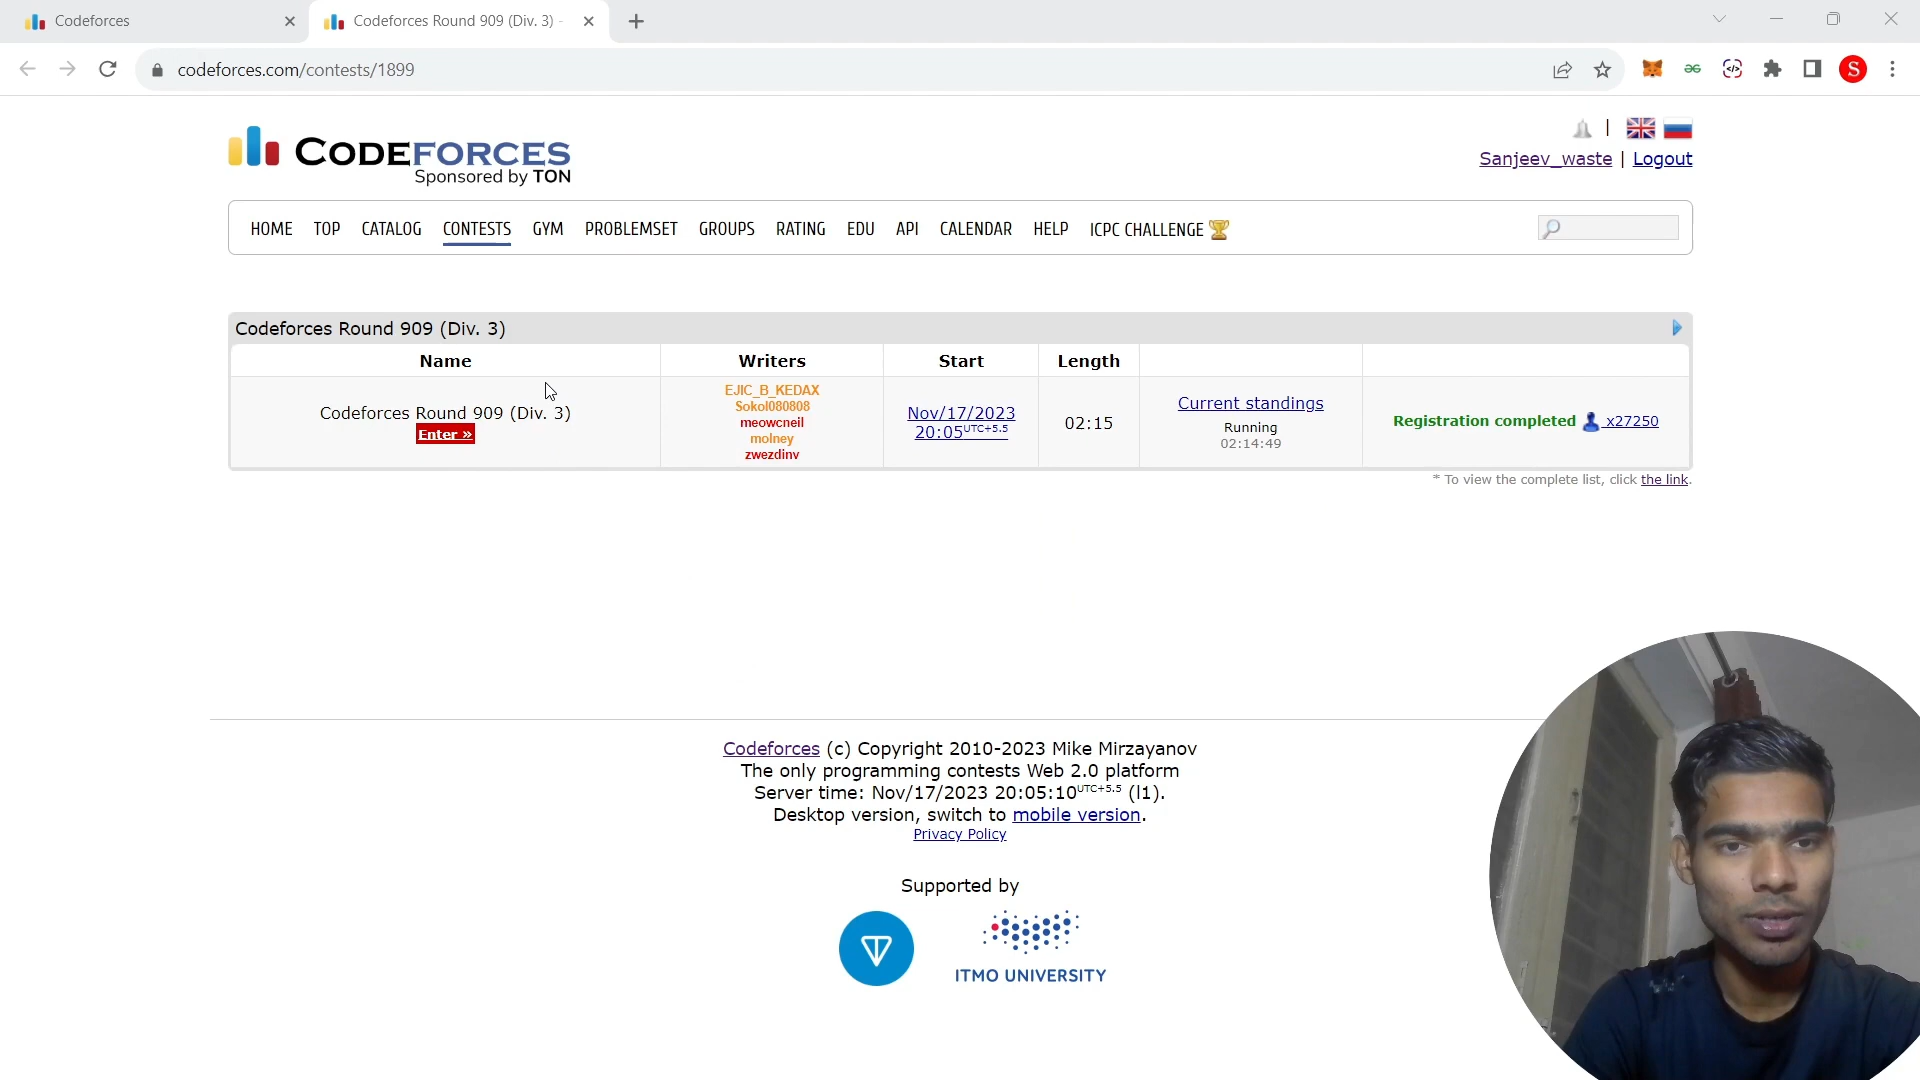 Codeforces
Codeforces Round 909 (Div. 3) -
codeforces.com/contests/1899
S
CODEFORCES
Sponsored by TON
Sanjeev_waste | Logout
HOME TOP CATALOG CONTESTS GYM PROBLEMSET GROUPS RATING EDU API CALENDAR HELP ICPC CHALLENGE
Codeforces Round 909 (Div. 3)
Name Writers Start Length
Codeforces Round 909 (Div. 3)
Enter »
EJIC_B_KEDAX
Sokol080808
meowcneil
molney
zwezdinv
Nov/17/2023
20:05UTC+5.5
02:15
Current standings
Running
02:14:49
Registration completed x27250
* To view the complete list, click the link.
Codeforces (c) Copyright 2010-2023 Mike Mirzayanov
The only programming contests Web 2.0 platform
Server time: Nov/17/2023 20:05:10UTC+5.5 (l1).
Desktop version, switch to mobile version.
Privacy Policy
Supported by
ITMO UNIVERSITY